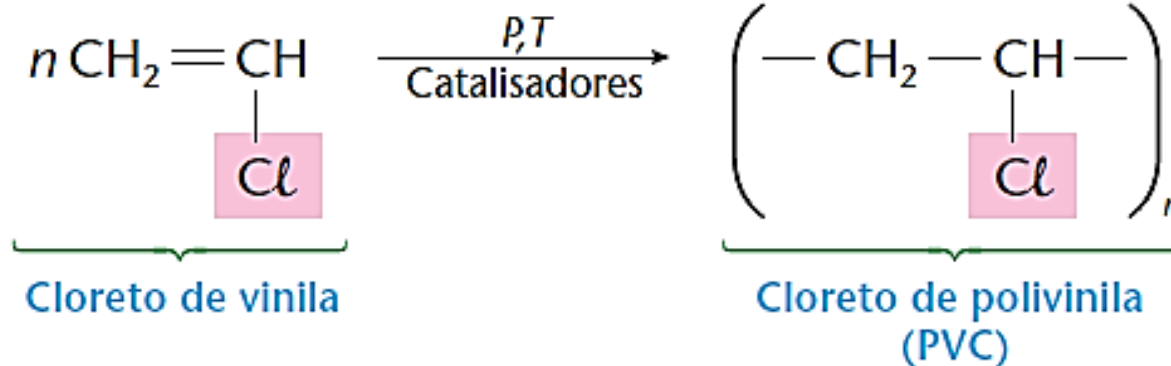 n CH₂=CH P,T —CH₂—CH—
Catalisadores
Cl Cl n
Cloreto de vinila Cloreto de polivinila
(PVC)